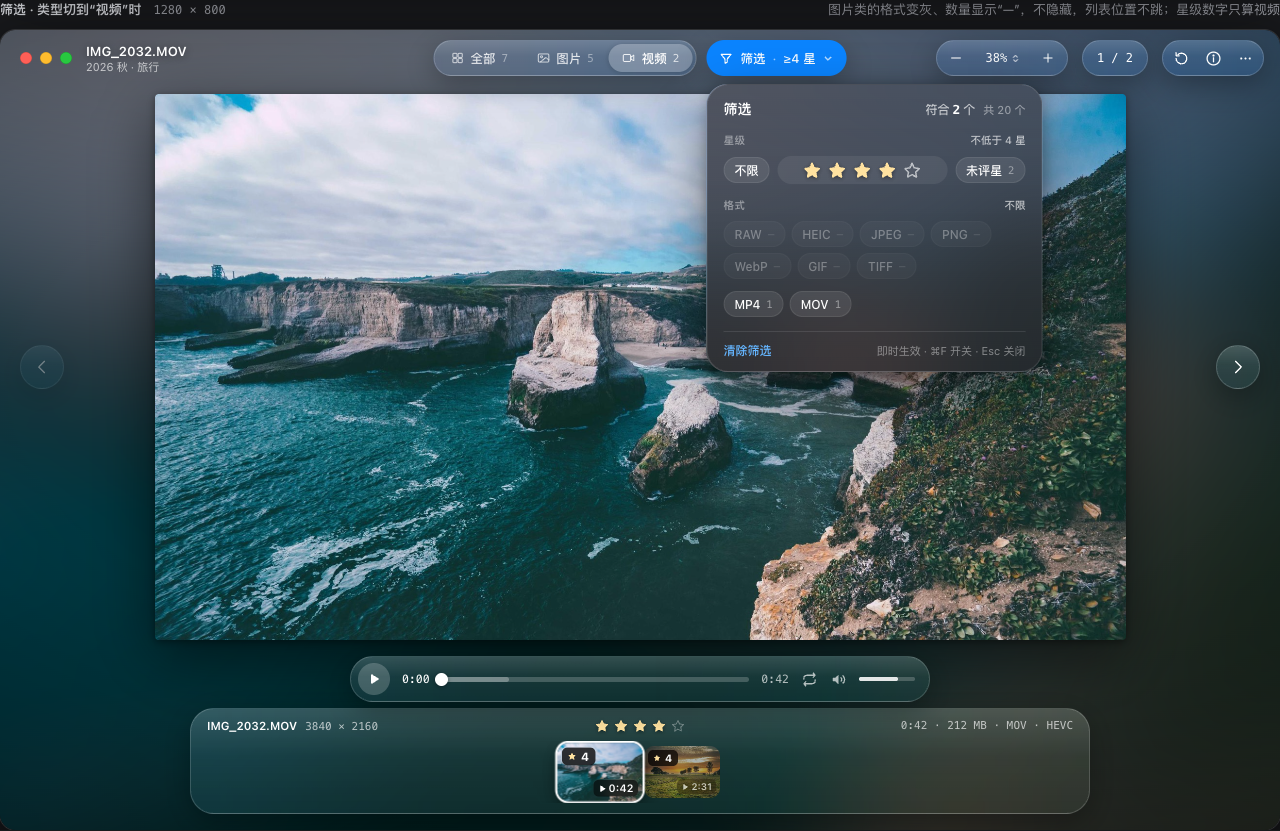 筛选 · 类型切到“视频”时 1280 × 800
图片类的格式变灰、数量显示“—”，不隐藏，列表位置不跳；星级数字只算视频
IMG_2032.MOV
2026 秋 · 旅行
全部 7 图片 5 视频 2
筛选 · ≥4 星
38%
1 / 2
筛选 符合 2 个 共 20 个
星级 不低于 4 星
不限 未评星 2
格式 不限
RAW – HEIC – JPEG – PNG –
WebP – GIF – TIFF –
MP4 1 MOV 1
清除筛选 即时生效 · ⌘F 开关 · Esc 关闭
0:00 0:42
IMG_2032.MOV 3840 × 2160 0:42 · 212 MB · MOV · HEVC
4 4
0:42 2:31